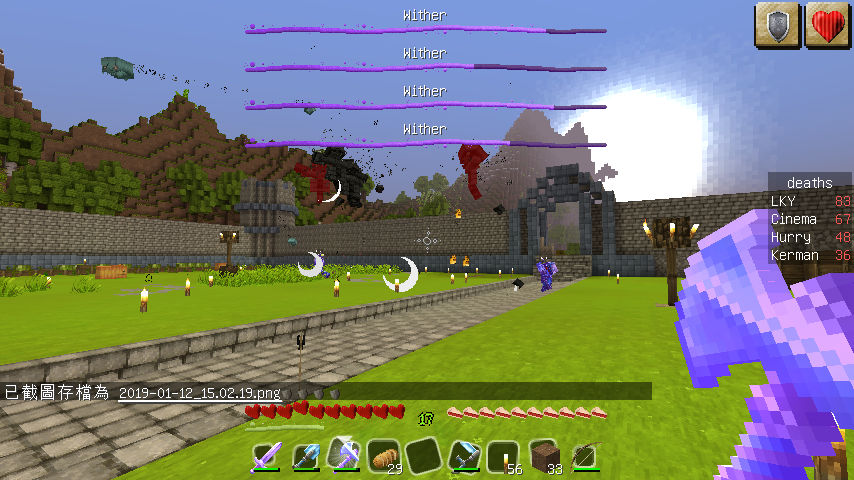 Wither
Wither
Wither
Wither
deaths
LKY 83
Cinema 67
Hurry 48
Kerman 36
已截圖存檔為 2019-01-12_15.02.19.png
17
29
56
33